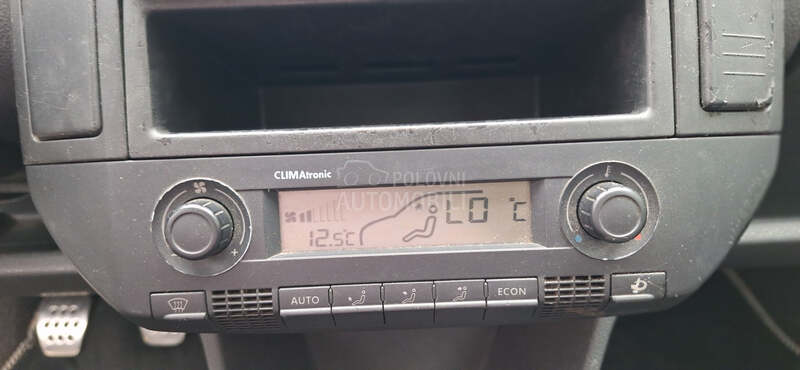 CLIMAtronic
POLOVNI
AUTOMOBILI
LO °C
12.5°C
AUTO
ECON